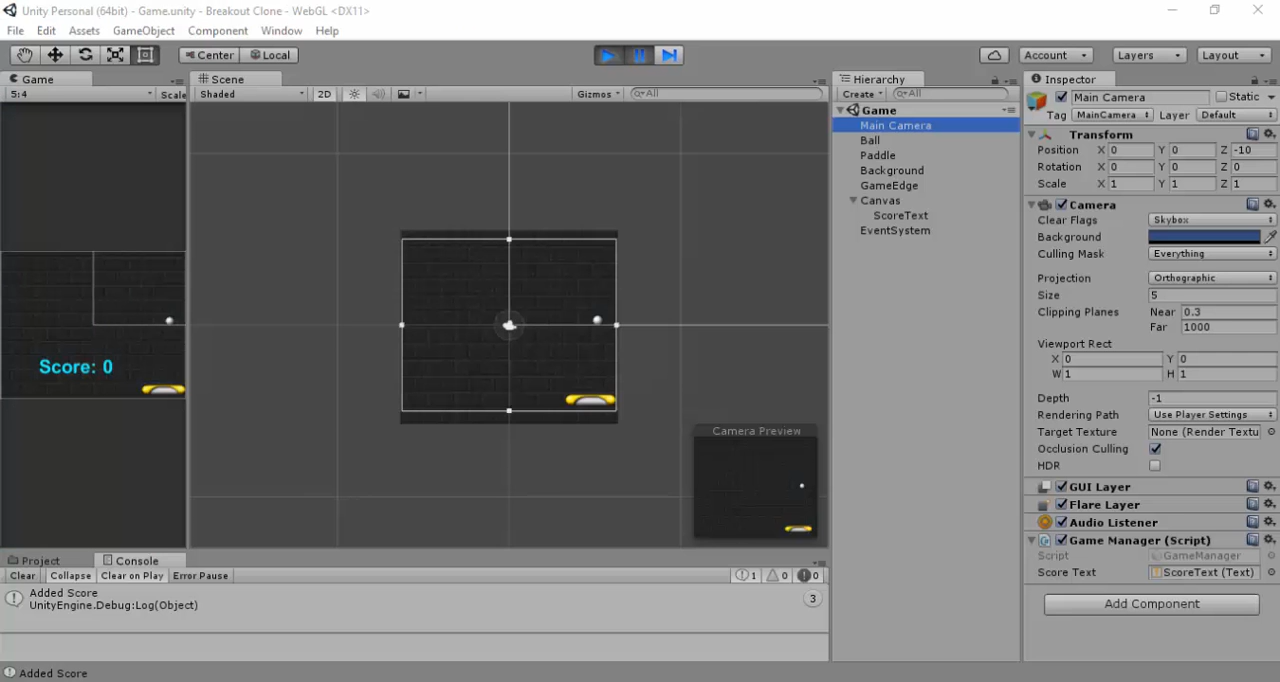 Unity Personal (64bit) - Game.unity - Breakout Clone - WebGL <DX11>
File Edit Assets GameObject Component Window Help
Center Local Account Layers Layout
Game Scene Hierarchy Inspector
5:4 Scale Shaded 2D Gizmos All Create All Main Camera Static
Tag MainCamera Layer Default
Game
Main Camera
Ball
Paddle
Background
GameEdge
Canvas
ScoreText
EventSystem
Transform
Position X 0 Y 0 Z -10
Rotation X 0 Y 0 Z 0
Scale X 1 Y 1 Z 1
Camera
Clear Flags Skybox
Background
Culling Mask Everything
Projection Orthographic
Size 5
Clipping Planes Near 0.3
Far 1000
Viewport Rect
X 0 Y 0
W 1 H 1
Depth -1
Rendering Path Use Player Settings
Target Texture None (Render Textu
Occlusion Culling
HDR
GUI Layer
Flare Layer
Audio Listener
Game Manager (Script)
Script GameManager
Score Text ScoreText (Text)
Add Component
Score: 0
Camera Preview
Project Console
Clear Collapse Clear on Play Error Pause 1 0 0
Added Score
UnityEngine.Debug:Log(Object)
3
Added Score